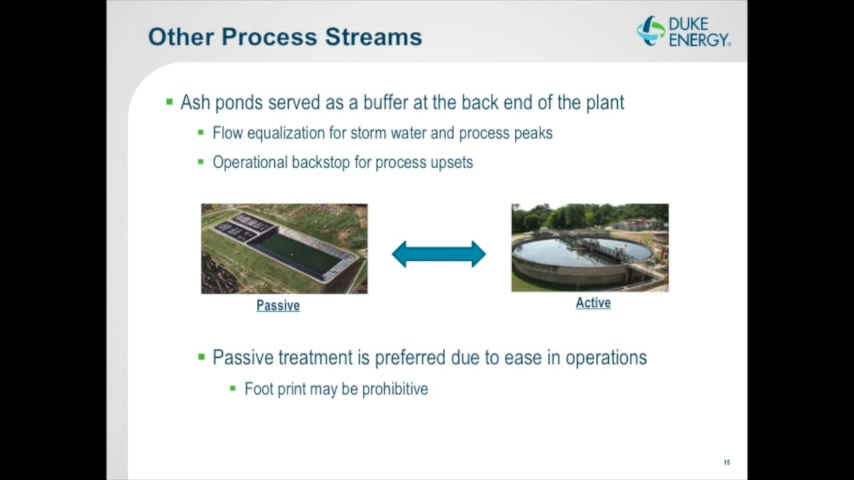 Other Process Streams
DUKE
ENERGY®
Ash ponds served as a buffer at the back end of the plant
Flow equalization for storm water and process peaks
Operational backstop for process upsets
Passive
Active
Passive treatment is preferred due to ease in operations
Foot print may be prohibitive
15